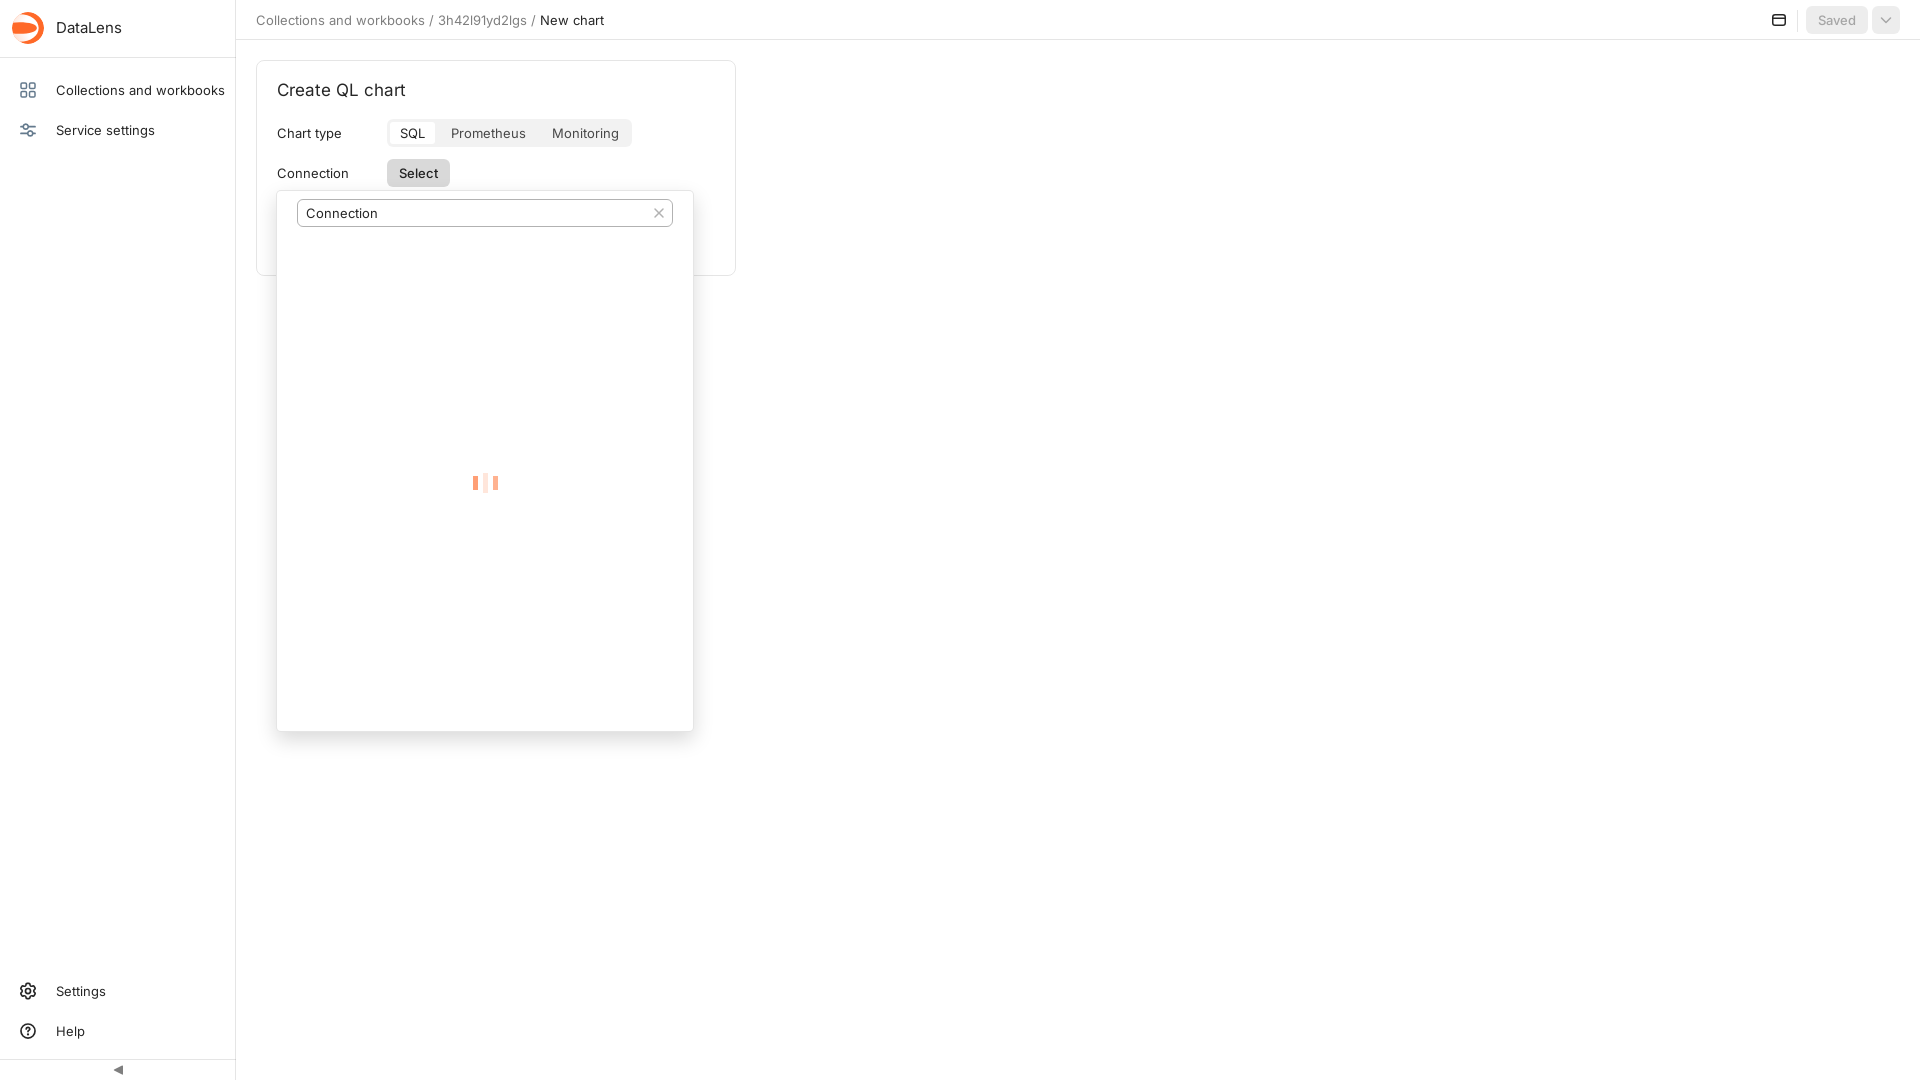 DataLens
Collections and workbooks / 3h42l91yd2lgs / New chart
Saved
Collections and workbooks
Service settings
Create QL chart
Chart type
SQL
Prometheus
Monitoring
Connection
Select
Connection
Settings
Help